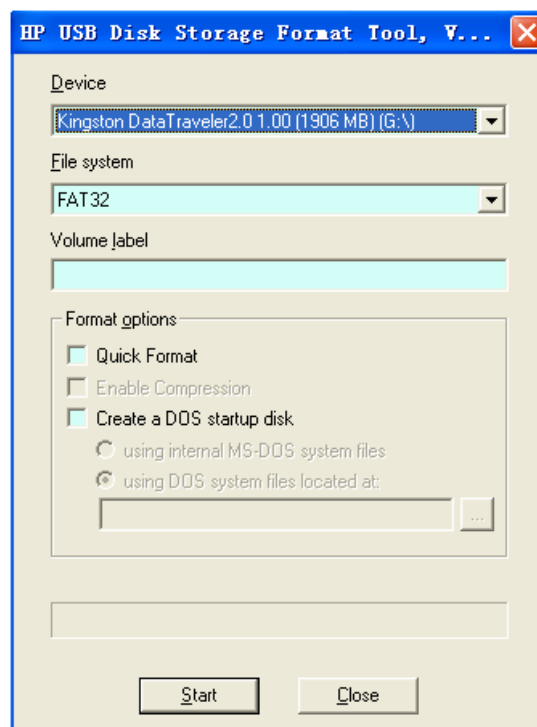 HP USB Disk Storage Format Tool, V...
Device
Kingston DataTraveler2.0 1.00 (1906 MB) (G:\)
File system
FAT32
Volume label
Format options
Quick Format
Enable Compression
Create a DOS startup disk
using internal MS-DOS system files
using DOS system files located at:
...
Start
Close